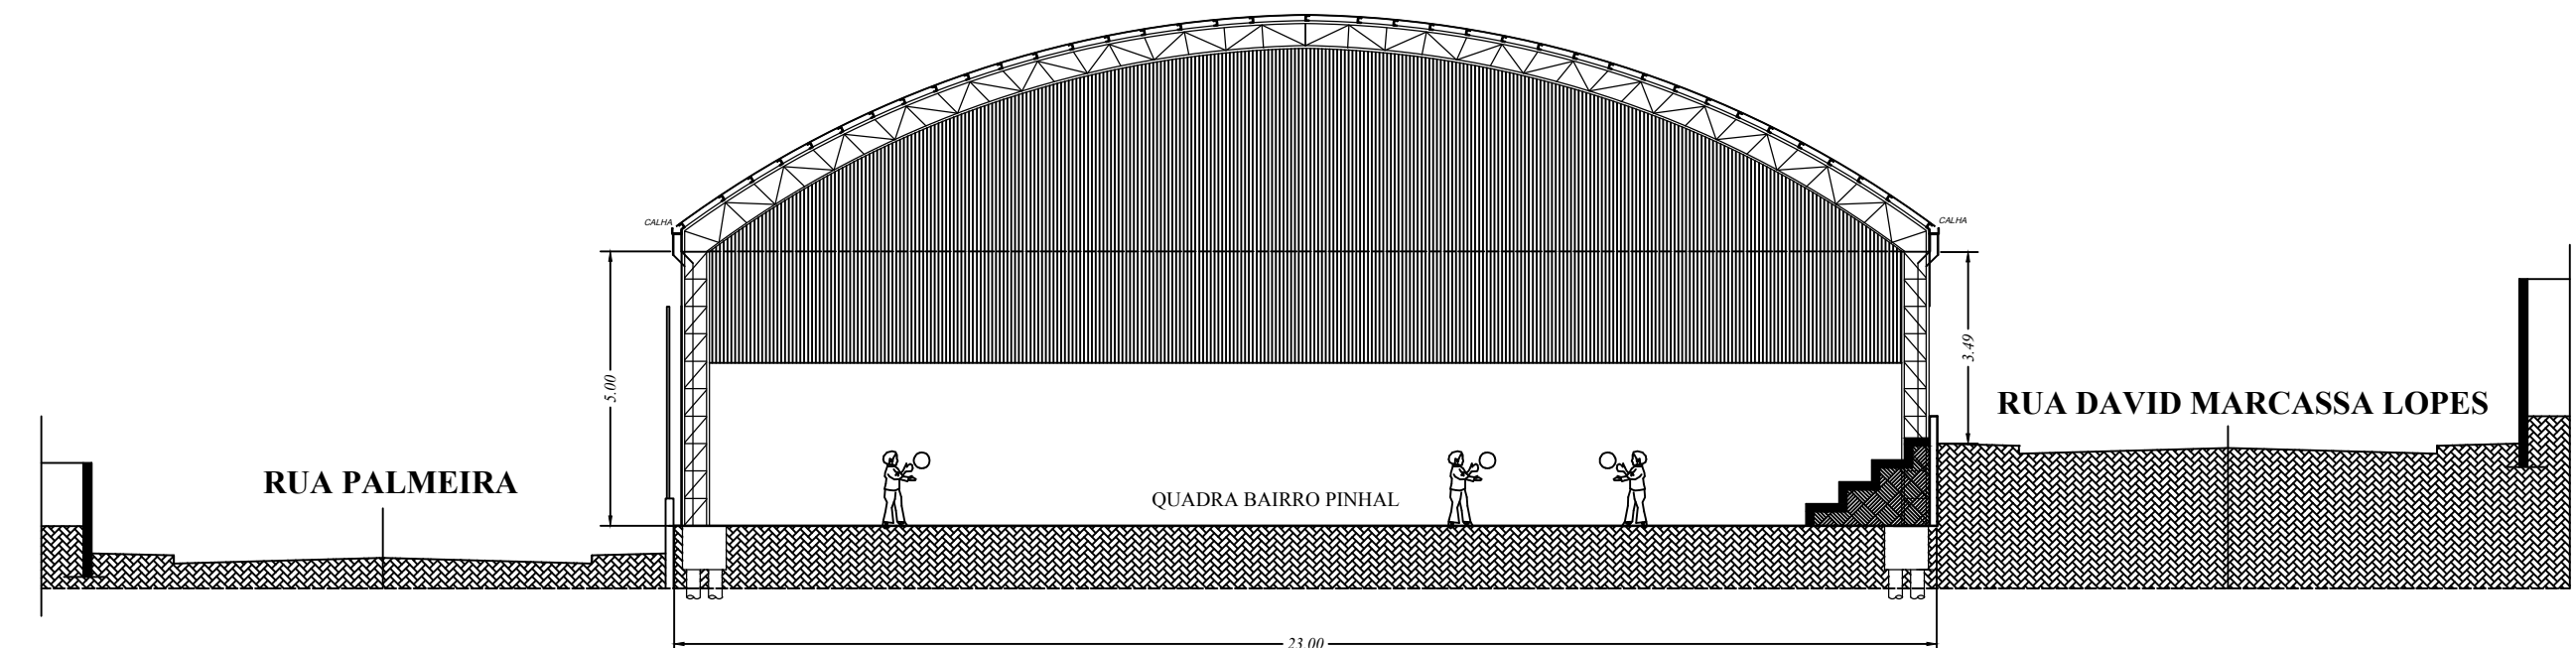 CALHA
CALHA
5.00
3.49
RUA DAVID MARCASSA LOPES
RUA PALMEIRA
QUADRA BAIRRO PINHAL
23.00